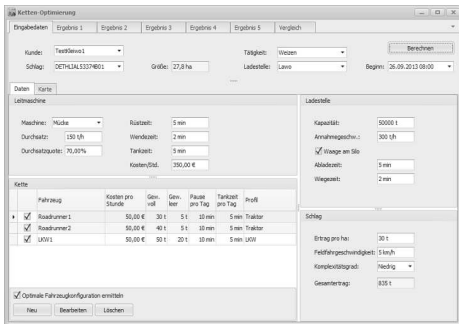 Ketten-Optimierung
Eingabedaten Ergebnis 1 Ergebnis 2 Ergebnis 3 Ergebnis 4 Ergebnis 5 Vergleich
Kunde: Testkleiwo1 Tätigkeit: Weizen Berechnen
Schlag: DETHLIAL53374B01 Größe: 27,8 ha Ladestelle: Lawo Beginn: 26.09.2013 08:00
Daten Karte
Leitmaschine
Maschine: Mücke Rüstzeit: 5 min
Durchsatz: 150 t/h Wendezeit: 2 min
Durchsatzquote: 70,00% Tankzeit: 5 min
Kosten/Std. 350,00 €
Ladestelle
Kapazität: 50000 t
Annahmegeschw.: 300 t/h
Waage am Silo
Abladezeit: 5 min
Wiegezeit: 2 min
Kette
Fahrzeug Kosten pro Stunde Gew. voll Gew. leer Pause pro Tag Tankzeit pro Tag Profil
Roadrunner1 50,00 € 30 t 5 t 10 min 5 min Traktor
Roadrunner2 50,00 € 40 t 5 t 10 min 5 min Traktor
LKW1 50,00 € 50 t 20 t 10 min 5 min LKW
Schlag
Ertrag pro ha: 30 t
Feldfahrgeschwindigkeit: 5 km/h
Komplexitätsgrad: Niedrig
Gesamtertrag: 835 t
Optimale Fahrzeugkonfiguration ermitteln
Neu Bearbeiten Löschen